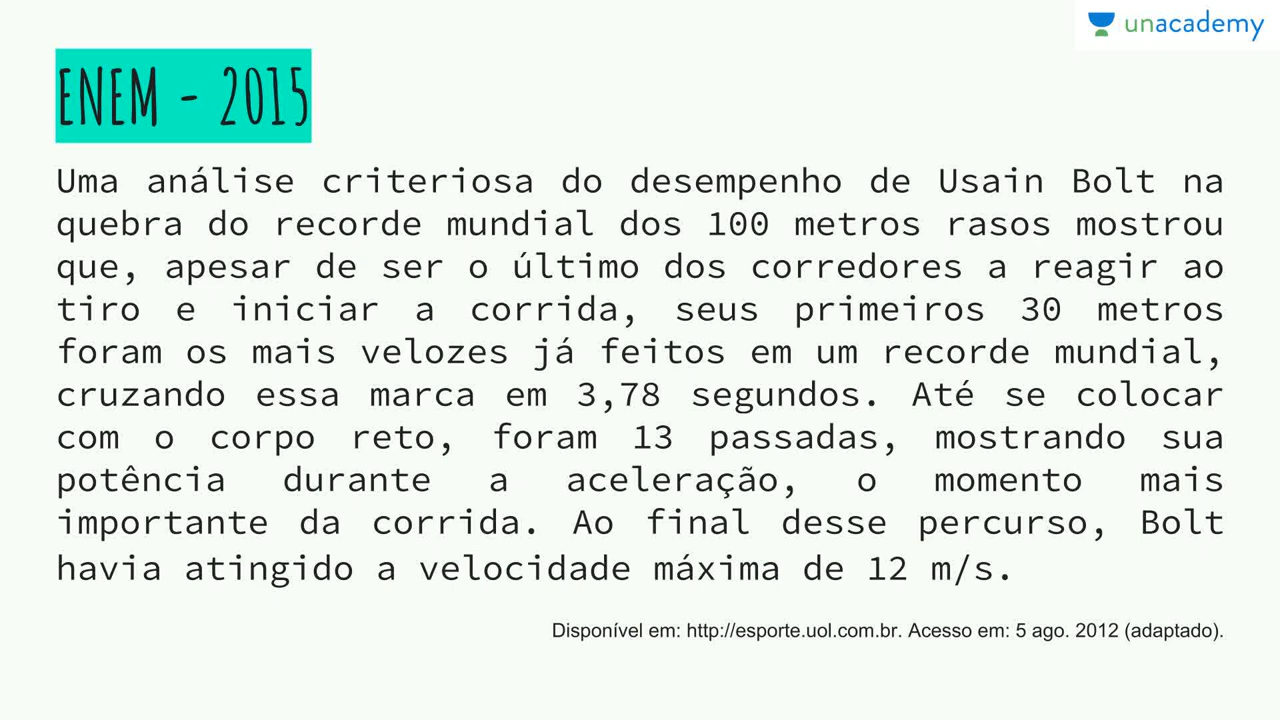 unacademy
ENEM - 2015
Uma análise criteriosa do desempenho de Usain Bolt na
quebra do recorde mundial dos 100 metros rasos mostrou
que, apesar de ser o último dos corredores a reagir ao
tiro e iniciar a corrida, seus primeiros 30 metros
foram os mais velozes já feitos em um recorde mundial,
cruzando essa marca em 3,78 segundos. Até se colocar
com o corpo reto, foram 13 passadas, mostrando sua
potência durante a aceleração, o momento mais
importante da corrida. Ao final desse percurso, Bolt
havia atingido a velocidade máxima de 12 m/s.
Disponível em: http://esporte.uol.com.br. Acesso em: 5 ago. 2012 (adaptado).